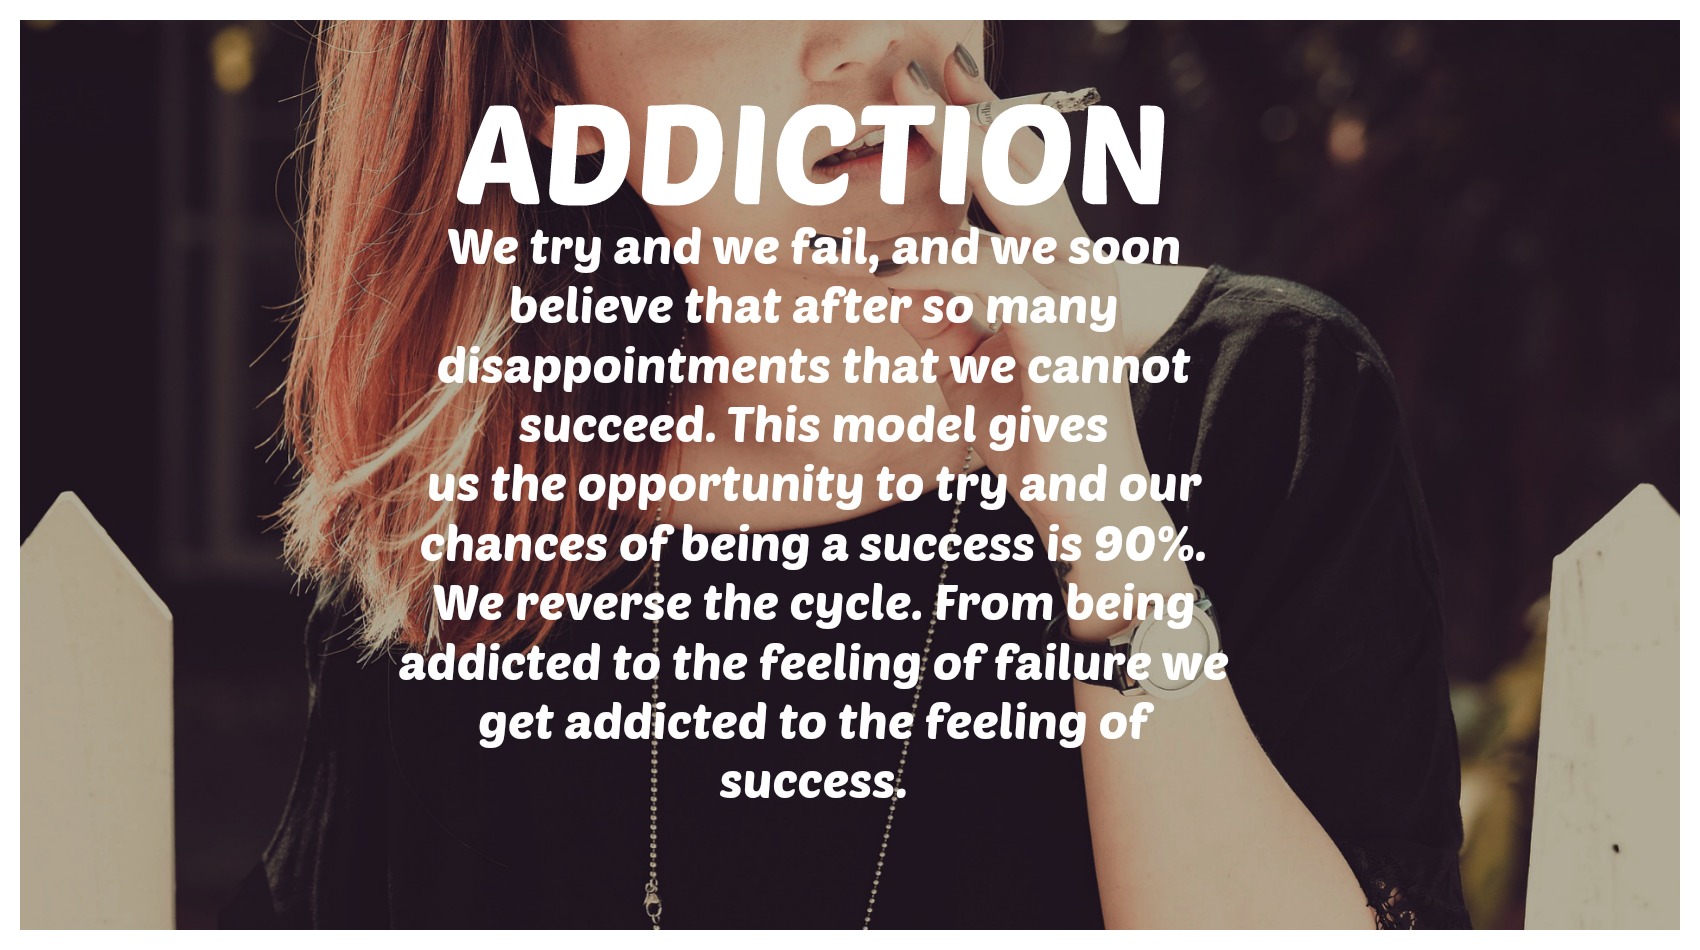 ADDICTION
We try and we fail, and we soon
believe that after so many
disappointments that we cannot
succeed. This model gives
us the opportunity to try and our
chances of being a success is 90%.
We reverse the cycle. From being
addicted to the feeling of failure we
get addicted to the feeling of
success.